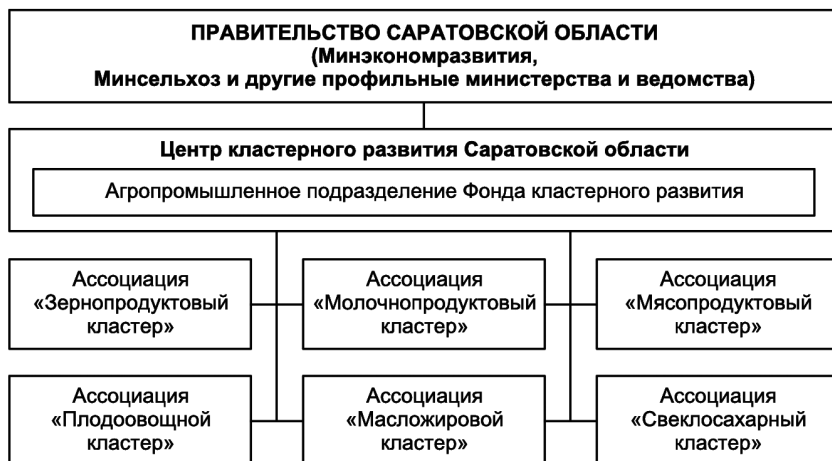 ПРАВИТЕЛЬСТВО САРАТОВСКОЙ ОБЛАСТИ
(Минэкономразвития,
Минсельхоз и другие профильные министерства и ведомства)
Центр кластерного развития Саратовской области
Агропромышленное подразделение Фонда кластерного развития
Ассоциация
«Зернопродуктовый
кластер»
Ассоциация
«Молочнопродуктовый
кластер»
Ассоциация
«Мясопродуктовый
кластер»
Ассоциация
«Плодоовощной
кластер»
Ассоциация
«Масложировой
кластер»
Ассоциация
«Свеклосахарный
кластер»